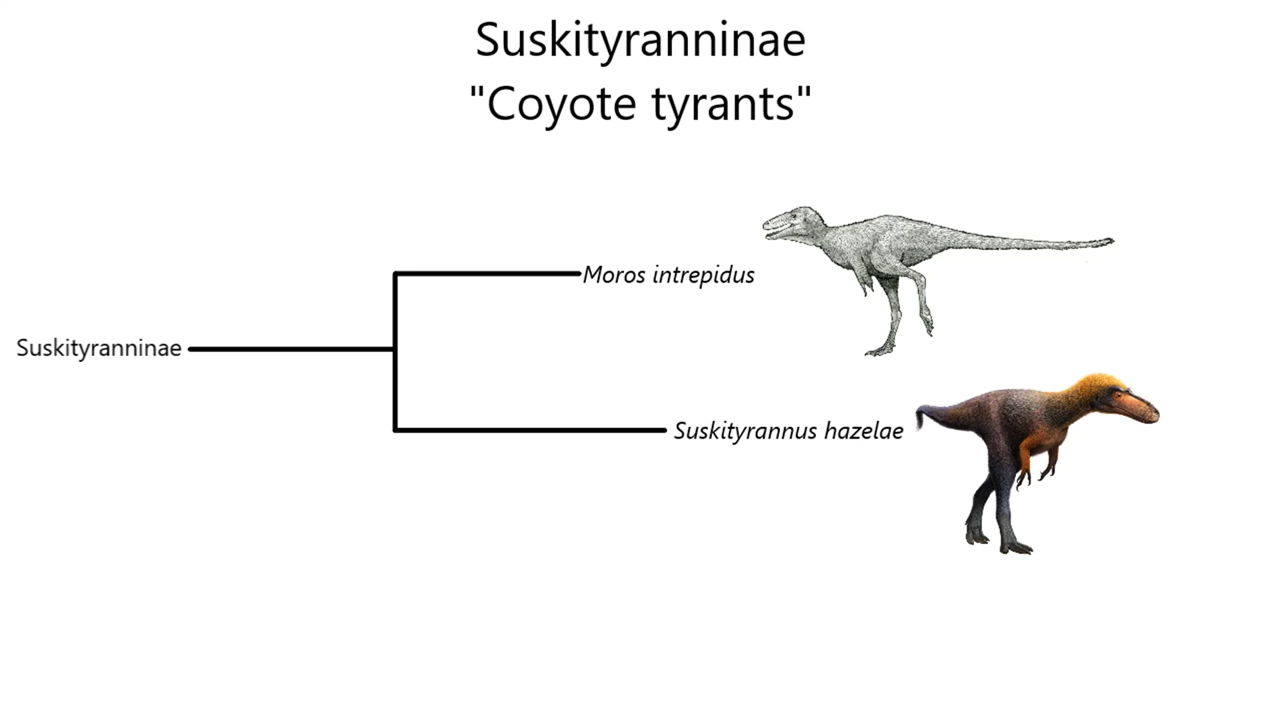 Suskityranninae
"Coyote tyrants"
Moros intrepidus
Suskityranninae
Suskityrannus hazelae